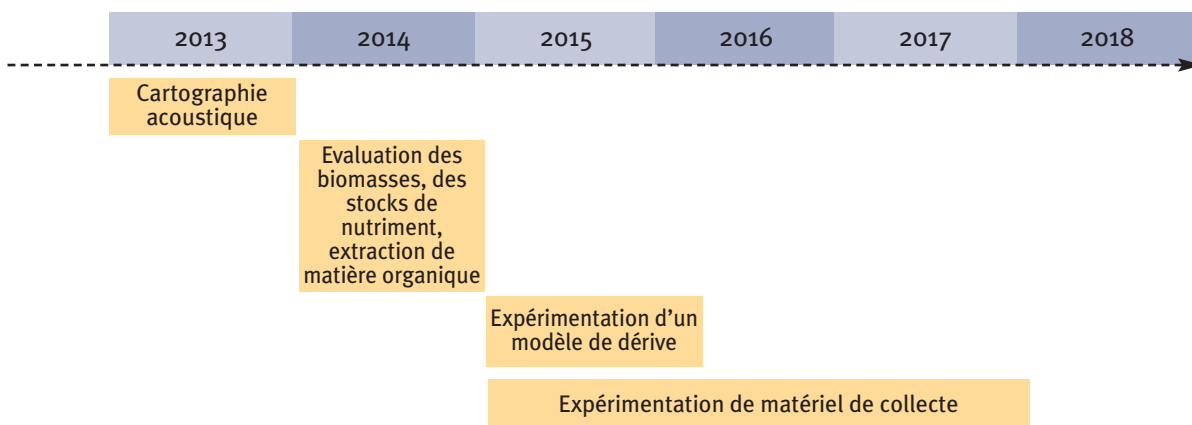 2013 2014 2015 2016 2017 2018
Cartographie
acoustique
Evaluation des
biomasses, des
stocks de
nutriment,
extraction de
matière organique
Expérimentation d’un
modèle de dérive
Expérimentation de matériel de collecte